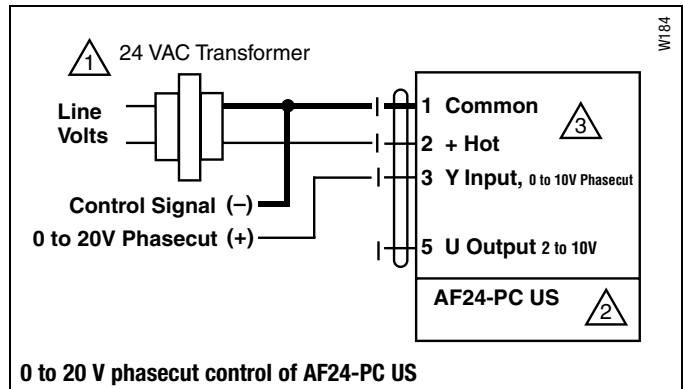 W184
1 24 VAC Transformer
Line
Volts
1 Common
3
2 + Hot
3 Y Input, 0 to 10V Phasecut
Control Signal (–)
0 to 20V Phasecut (+)
5 U Output 2 to 10V
AF24-PC US 2
0 to 20 V phasecut control of AF24-PC US